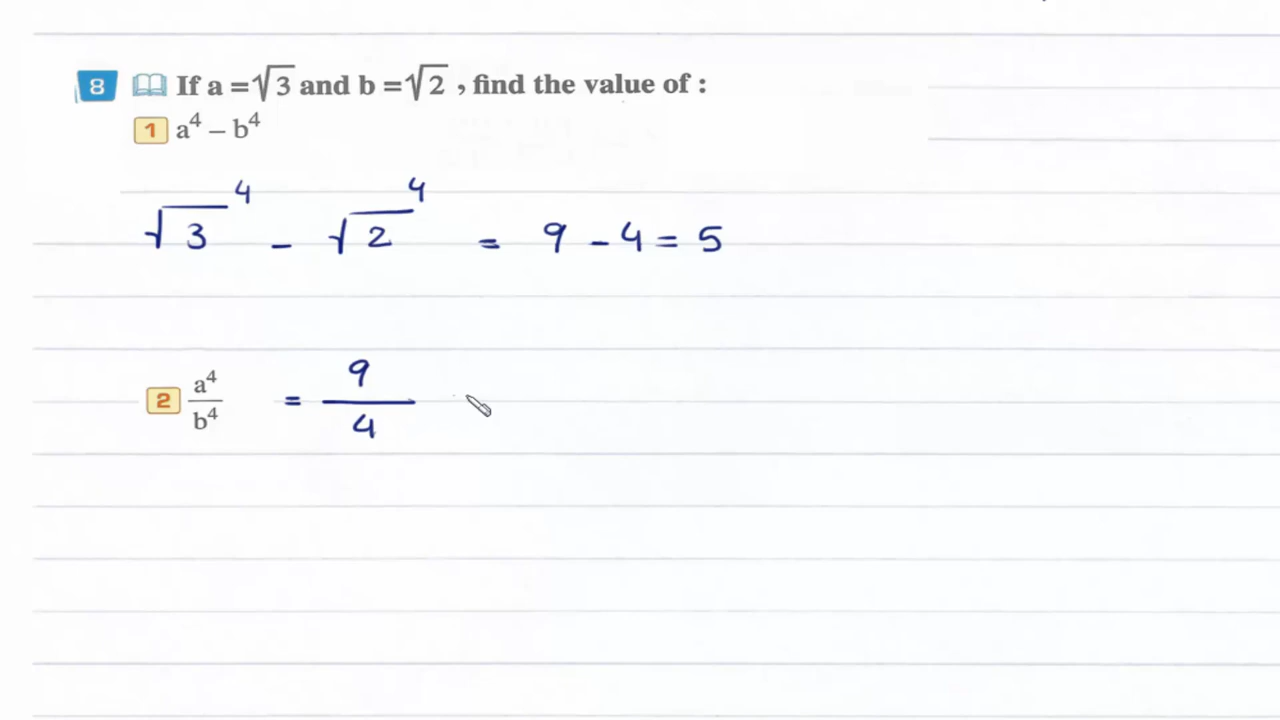 8 If a = √3 and b = √2 , find the value of :
1 a⁴ – b⁴
√3⁴ - √2⁴ = 9 - 4 = 5
2 a⁴/b⁴ = 9/4